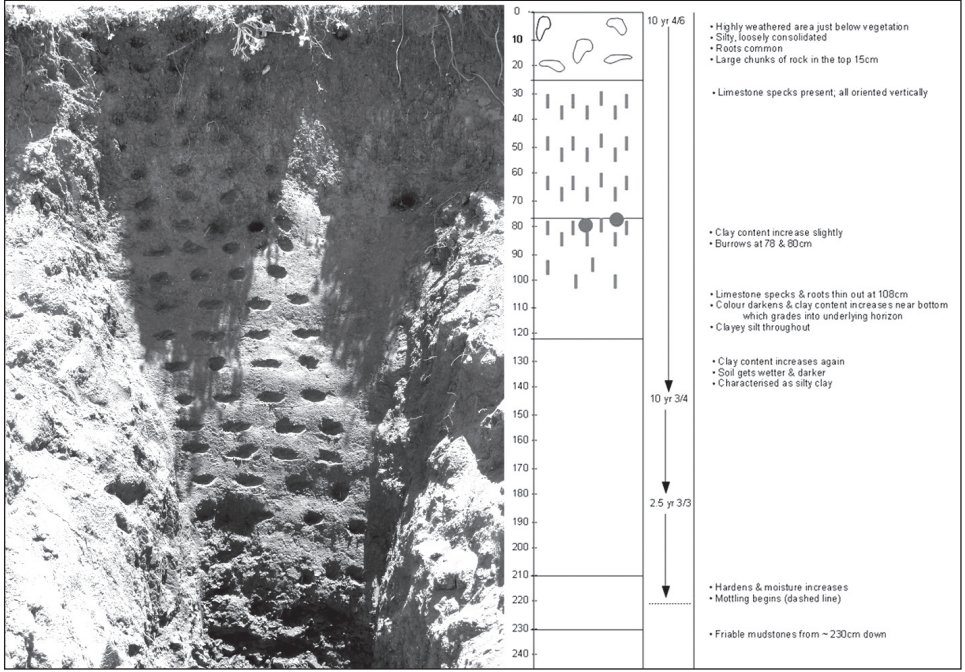 0
10
20
30
40
50
60
70
80
90
100
110
120
130
140
150
160
170
180
190
200
210
220
230
240
10 yr 4/6
10 yr 3/4
2.5 yr 3/3
• Highly weathered area just below vegetation
• Silty, loosely consolidated
• Roots common
• Large chunks of rock in the top 15cm
• Limestone specks present; all oriented vertically
• Clay content increase slightly
• Burrows at 78 & 80cm
• Limestone specks & roots thin out at 108cm
• Colour darkens & clay content increases near bottom
which grades into underlying horizon
• Clayey silt throughout
• Clay content increases again
• Soil gets wetter & darker
• Characterised as silty clay
• Hardens & moisture increases
• Mottling begins (dashed line)
• Friable mudstones from ~ 230cm down